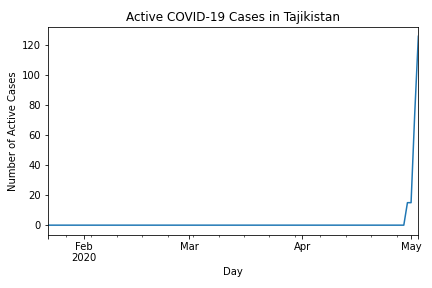 Active COVID-19 Cases in Tajikistan
Number of Active Cases
120
100
80
60
40
20
0
Feb Mar Apr May
2020
Day